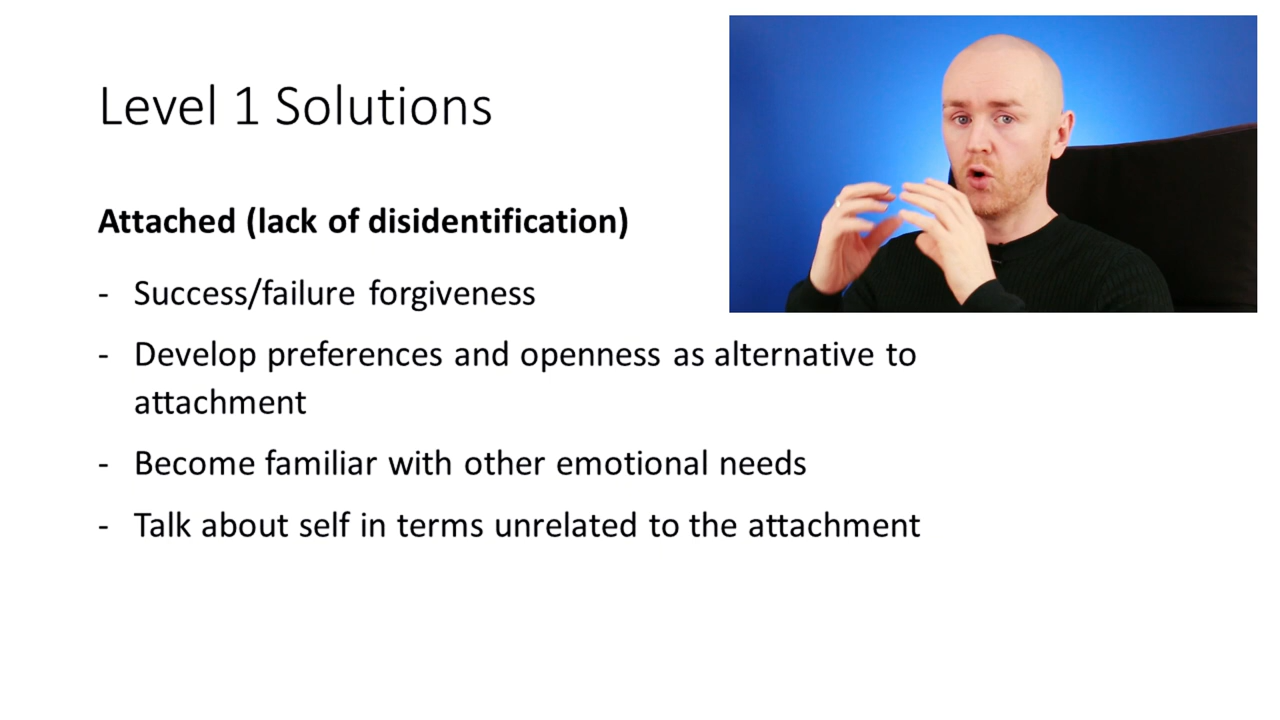 Level 1 Solutions
Attached (lack of disidentification)
- Success/failure forgiveness
- Develop preferences and openness as alternative to
attachment
- Become familiar with other emotional needs
- Talk about self in terms unrelated to the attachment